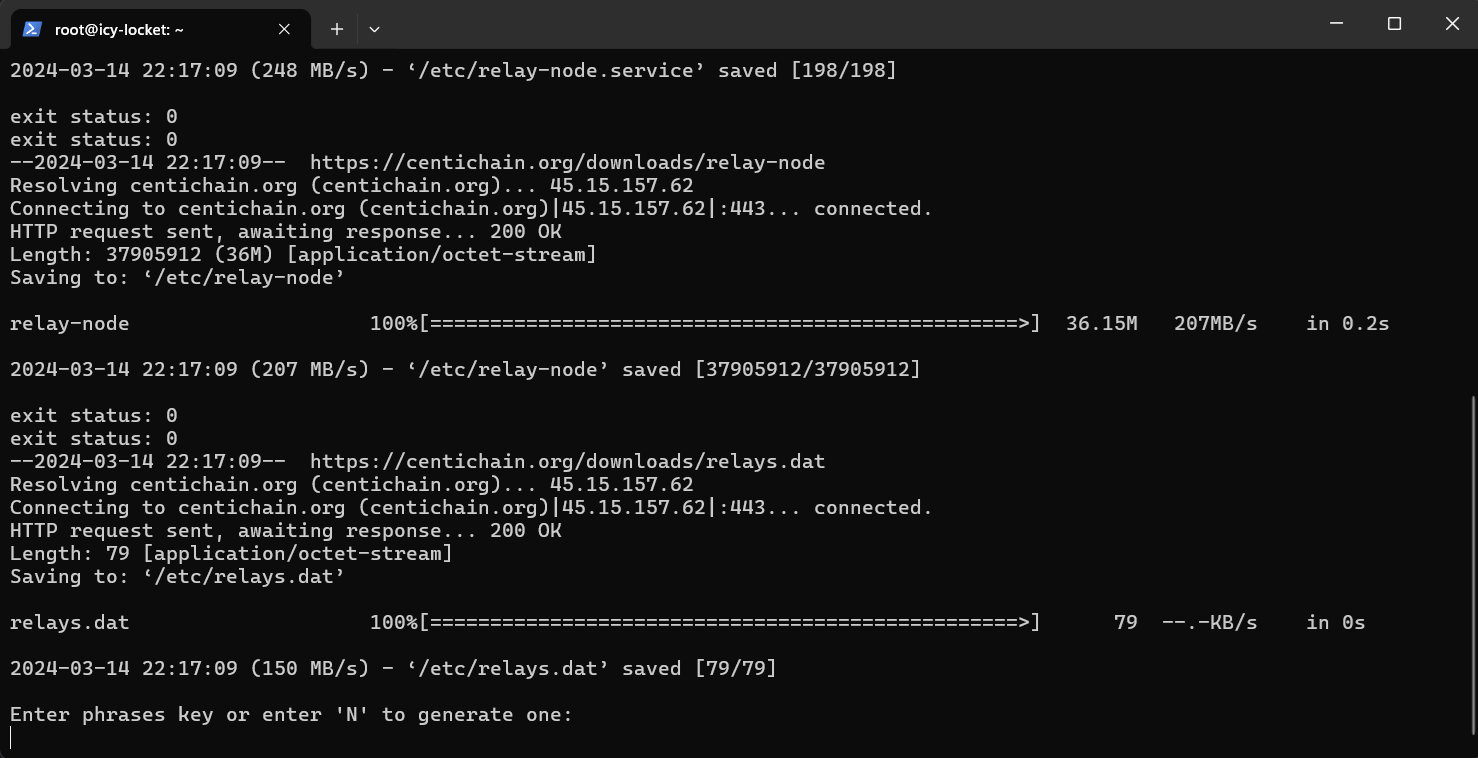 root@icy-locket: ~
2024-03-14 22:17:09 (248 MB/s) - ‘/etc/relay-node.service’ saved [198/198]
exit status: 0
exit status: 0
--2024-03-14 22:17:09--  https://centichain.org/downloads/relay-node
Resolving centichain.org (centichain.org)... 45.15.157.62
Connecting to centichain.org (centichain.org)|45.15.157.62|:443... connected.
HTTP request sent, awaiting response... 200 OK
Length: 37905912 (36M) [application/octet-stream]
Saving to: ‘/etc/relay-node’
relay-node                    100%[=================================================>]  36.15M   207MB/s    in 0.2s
2024-03-14 22:17:09 (207 MB/s) - ‘/etc/relay-node’ saved [37905912/37905912]
exit status: 0
exit status: 0
--2024-03-14 22:17:09--  https://centichain.org/downloads/relays.dat
Resolving centichain.org (centichain.org)... 45.15.157.62
Connecting to centichain.org (centichain.org)|45.15.157.62|:443... connected.
HTTP request sent, awaiting response... 200 OK
Length: 79 [application/octet-stream]
Saving to: ‘/etc/relays.dat’
relays.dat                    100%[=================================================>]      79  --.-KB/s    in 0s
2024-03-14 22:17:09 (150 MB/s) - ‘/etc/relays.dat’ saved [79/79]
Enter phrases key or enter 'N' to generate one: